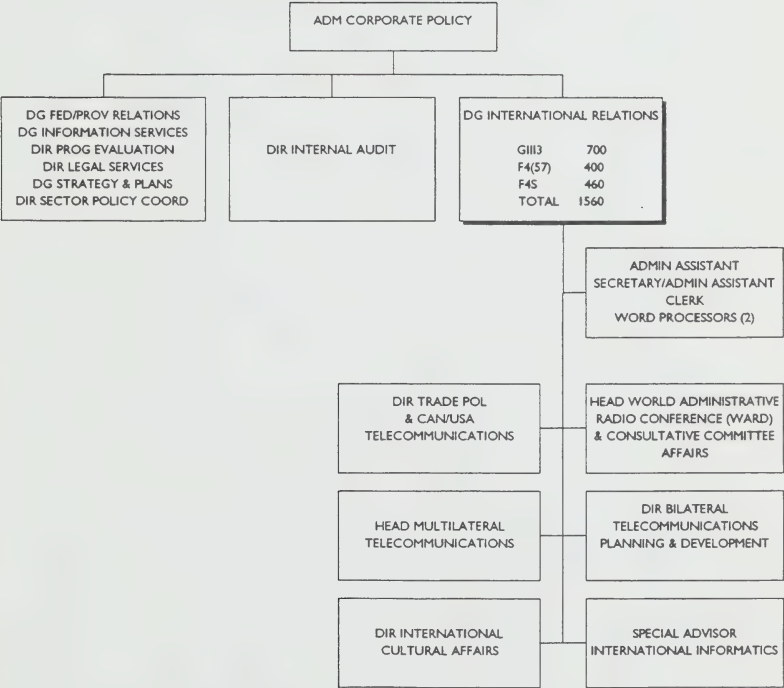 ADM CORPORATE POLICY
DG FED/PROV RELATIONS
DG INFORMATION SERVICES
DIR PROG EVALUATION
DIR LEGAL SERVICES
DG STRATEGY & PLANS
DIR SECTOR POLICY COORD
DIR INTERNAL AUDIT
DG INTERNATIONAL RELATIONS
GIII3 700
F4(57) 400
F4S 460
TOTAL 1560
ADMIN ASSISTANT
SECRETARY/ADMIN ASSISTANT
CLERK
WORD PROCESSORS (2)
DIR TRADE POL
& CAN/USA
TELECOMMUNICATIONS
HEAD WORLD ADMINISTRATIVE
RADIO CONFERENCE (WARD)
& CONSULTATIVE COMMITTEE
AFFAIRS
HEAD MULTILATERAL
TELECOMMUNICATIONS
DIR BILATERAL
TELECOMMUNICATIONS
PLANNING & DEVELOPMENT
DIR INTERNATIONAL
CULTURAL AFFAIRS
SPECIAL ADVISOR
INTERNATIONAL INFORMATICS